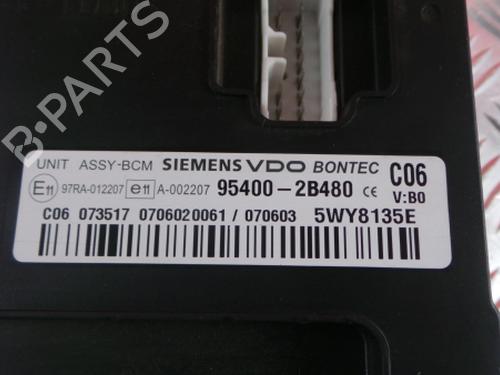 B-PARTS
UNIT ASSY-BCM SIEMENS VDO BONTEC C06
E11 97RA-012207 e11 A-002207 95400-2B480 CE V:B0
C06 073517 0706020061 / 070603 5WY8135E